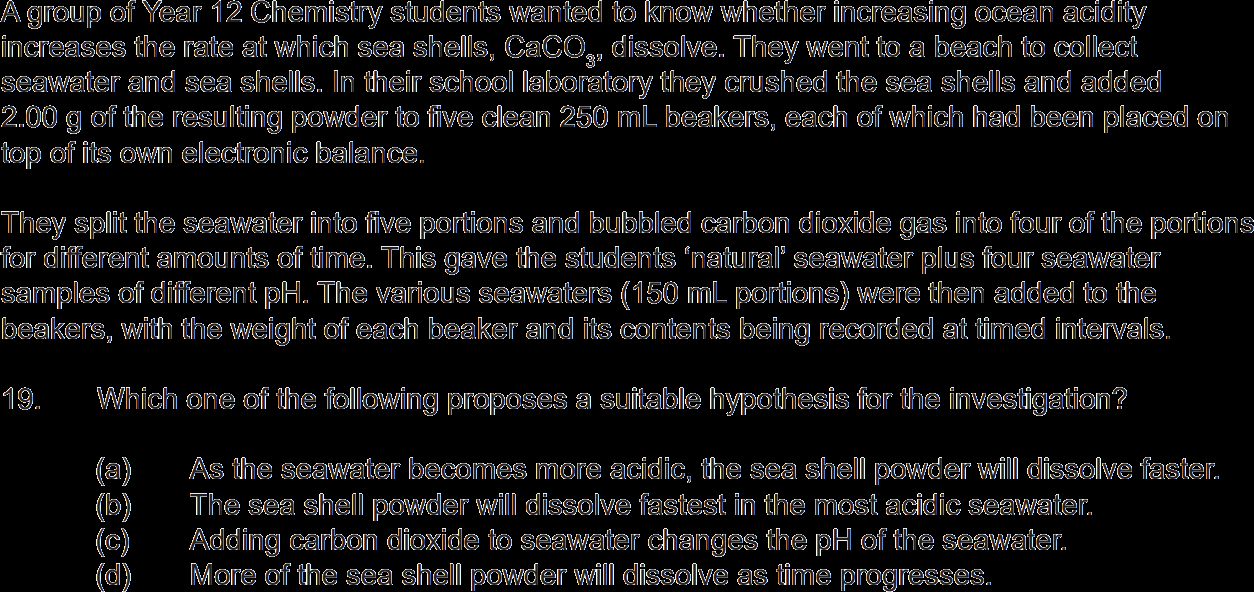 A group of Year 12 Chemistry students wanted to know whether increasing ocean acidity
increases the rate at which sea shells, CaCO₃, dissolve. They went to a beach to collect
seawater and sea shells. In their school laboratory they crushed the sea shells and added
2.00 g of the resulting powder to five clean 250 mL beakers, each of which had been placed on
top of its own electronic balance.
They split the seawater into five portions and bubbled carbon dioxide gas into four of the portions
for different amounts of time. This gave the students ‘natural’ seawater plus four seawater
samples of different pH. The various seawaters (150 mL portions) were then added to the
beakers, with the weight of each beaker and its contents being recorded at timed intervals.
19. Which one of the following proposes a suitable hypothesis for the investigation?
(a) As the seawater becomes more acidic, the sea shell powder will dissolve faster.
(b) The sea shell powder will dissolve fastest in the most acidic seawater.
(c) Adding carbon dioxide to seawater changes the pH of the seawater.
(d) More of the sea shell powder will dissolve as time progresses.